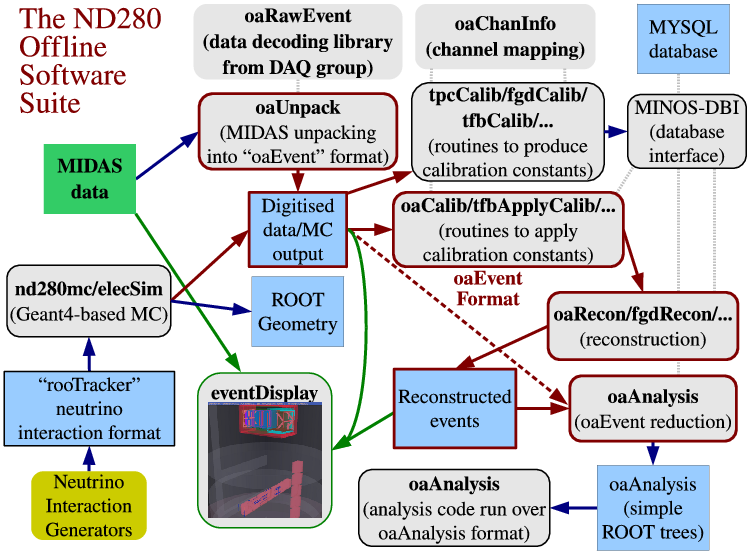 The ND280
Offline
Software
Suite
oaRawEvent
(data decoding library
from DAQ group)
oaChanInfo
(channel mapping)
MYSQL
database
oaUnpack
(MIDAS unpacking
into “oaEvent” format)
tpcCalib/fgdCalib/
tfbCalib/...
(routines to produce
calibration constants)
MINOS-DBI
(database
interface)
MIDAS
data
Digitised
data/MC
output
oaCalib/tfbApplyCalib/...
(routines to apply
calibration constants)
oaEvent
Format
nd280mc/elecSim
(Geant4-based MC)
ROOT
Geometry
oaRecon/fgdRecon/...
(reconstruction)
“rooTracker”
neutrino
interaction format
eventDisplay
Reconstructed
events
oaAnalysis
(oaEvent reduction)
Neutrino
Interaction
Generators
oaAnalysis
(analysis code run over
oaAnalysis format)
oaAnalysis
(simple
ROOT trees)